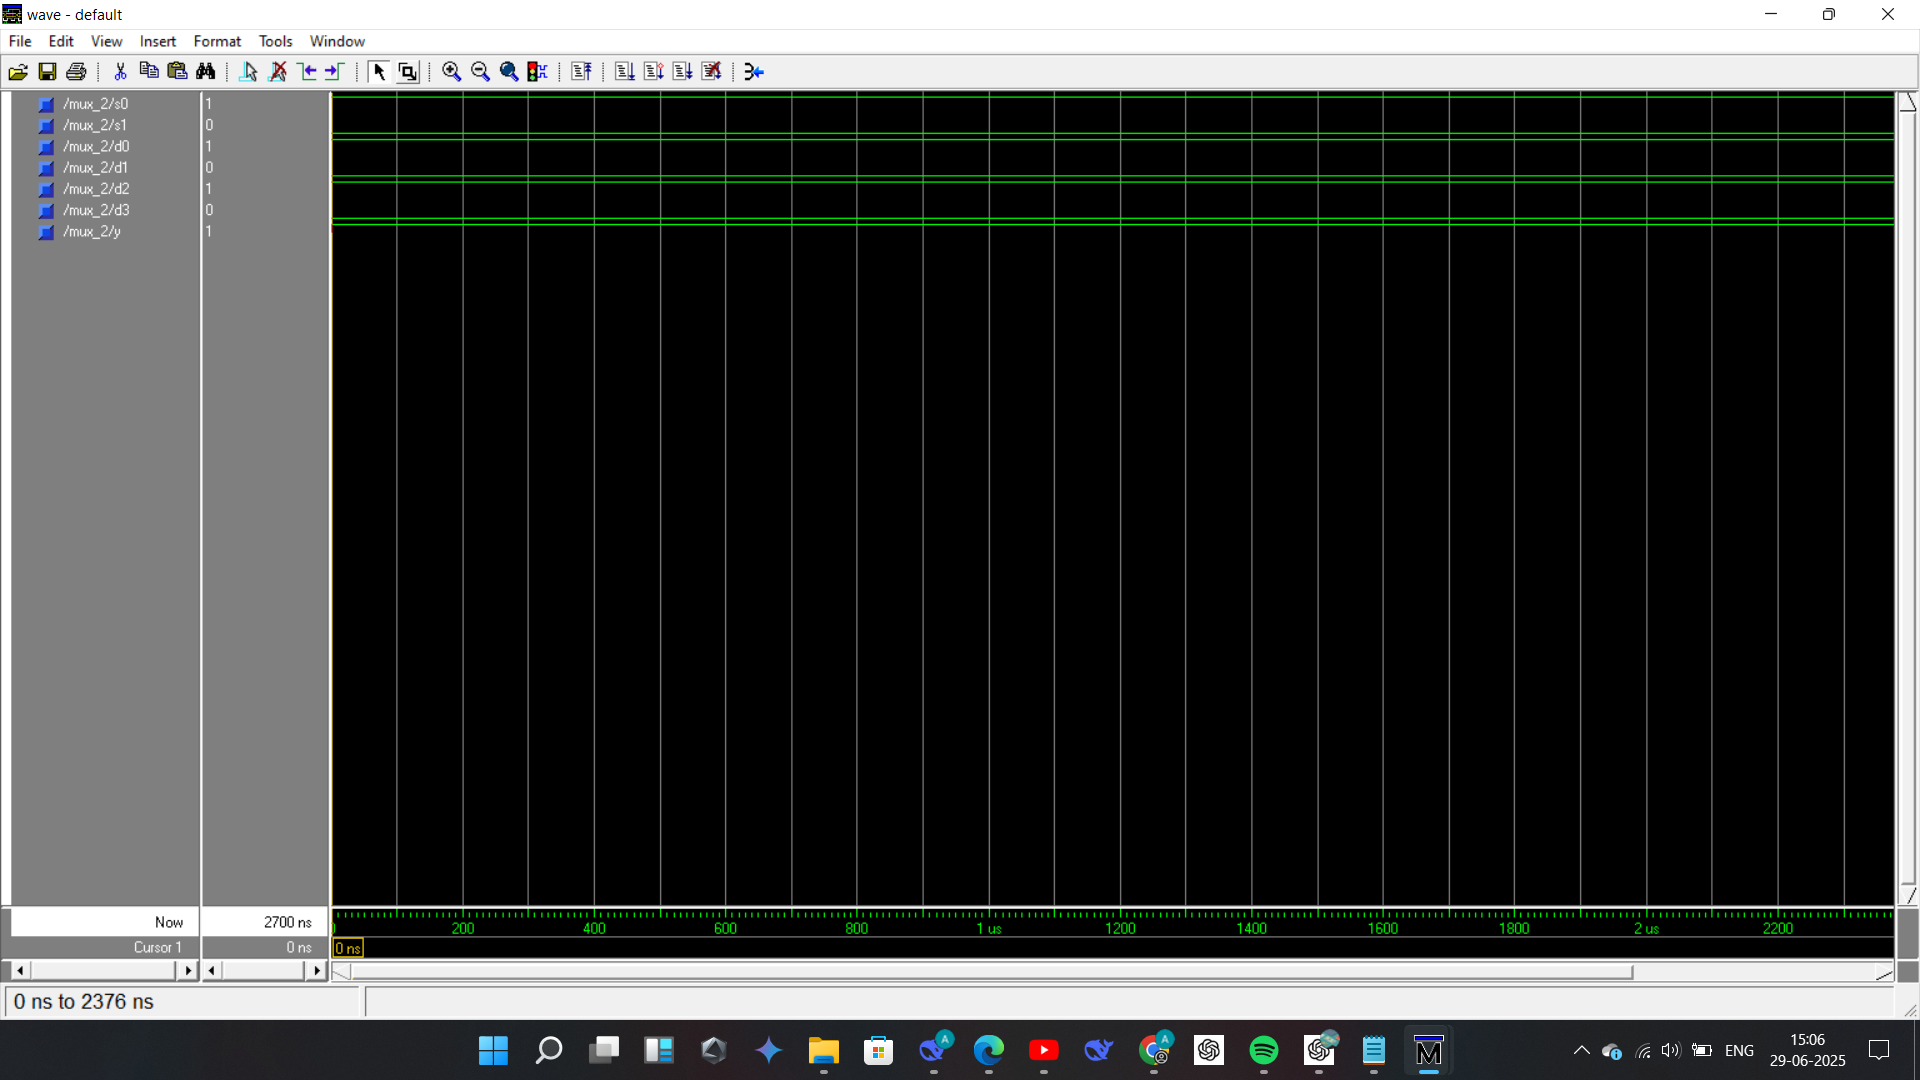 wave - default
File Edit View Insert Format Tools Window
/mux_2/s0 1
/mux_2/s1 0
/mux_2/d0 1
/mux_2/d1 0
/mux_2/d2 1
/mux_2/d3 0
/mux_2/y 1
Now 2700 ns
200 400 600 800 1 us 1200 1400 1600 1800 2 us 2200
Cursor 1 0 ns 0 ns
0 ns to 2376 ns
A A
M
ENG
15:06
29-06-2025